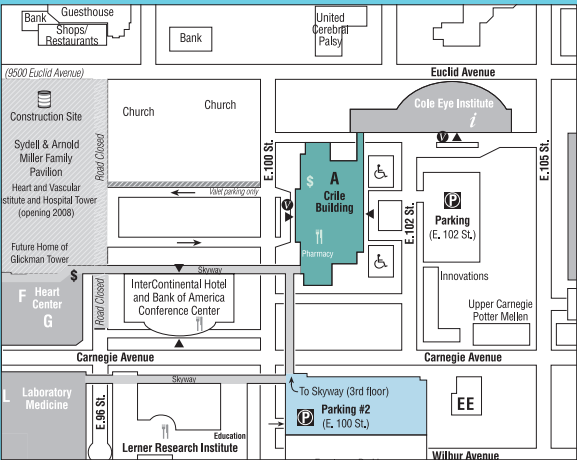 Bank
Guesthouse
Shops/
Restaurants
Bank
United
Cerebral
Palsy
(9500 Euclid Avenue)
Euclid Avenue
Construction Site
Sydell & Arnold
Miller Family
Pavilion
Heart and Vascular
stitute and Hospital Tower
(opening 2008)
Future Home of
Glickman Tower
Road Closed
Church
Church
Valet parking only
E.100 St.
Cole Eye Institute
i
V
E.105 St.
$
A
Crile
Building
V
Pharmacy
E.102 St.
P
Parking
(E. 102 St.)
$
Skyway
F
Heart
Center
G
Road Closed
InterContinental Hotel
and Bank of America
Conference Center
Innovations
Upper Carnegie
Potter Mellen
Carnegie Avenue
Carnegie Avenue
Skyway
L
Laboratory
Medicine
E.96 St.
To Skyway (3rd floor)
P
Parking #2
(E. 100 St.)
EE
Education
Lerner Research Institute
Wilbur Avenue